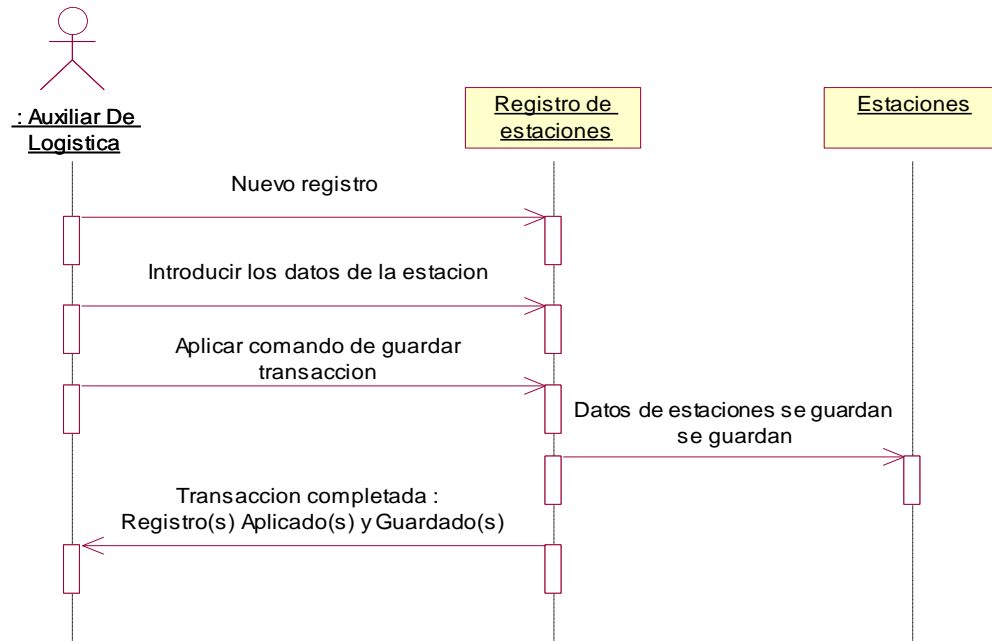 : Auxiliar De
Logistica
Registro de
estaciones
Estaciones
Nuevo registro
Introducir los datos de la estacion
Aplicar comando de guardar
transaccion
Datos de estaciones se guardan
se guardan
Transaccion completada :
Registro(s) Aplicado(s) y Guardado(s)